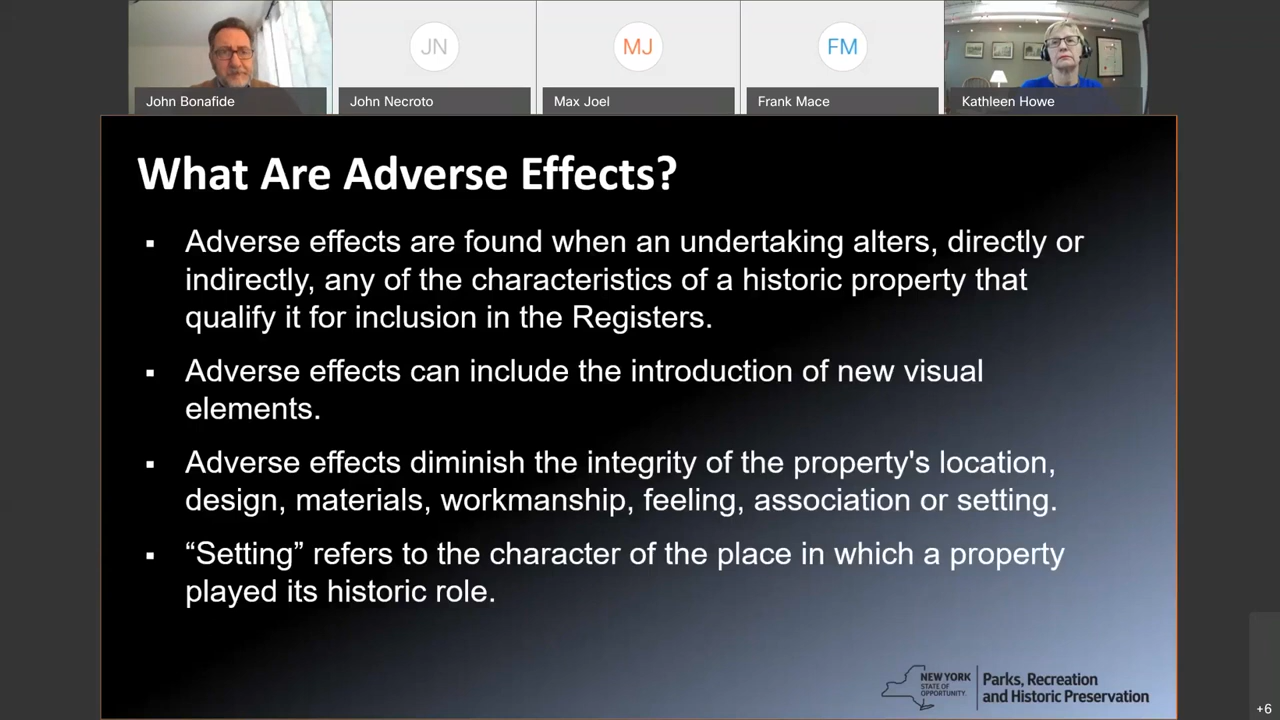 JN
MJ
FM
John Bonafide
John Necroto
Max Joel
Frank Mace
Kathleen Howe
What Are Adverse Effects?
▪ Adverse effects are found when an undertaking alters, directly or
indirectly, any of the characteristics of a historic property that
qualify it for inclusion in the Registers.
▪ Adverse effects can include the introduction of new visual
elements.
▪ Adverse effects diminish the integrity of the property's location,
design, materials, workmanship, feeling, association or setting.
▪ “Setting” refers to the character of the place in which a property
played its historic role.
NEW YORK
STATE OF
OPPORTUNITY.
Parks, Recreation
and Historic Preservation
+6